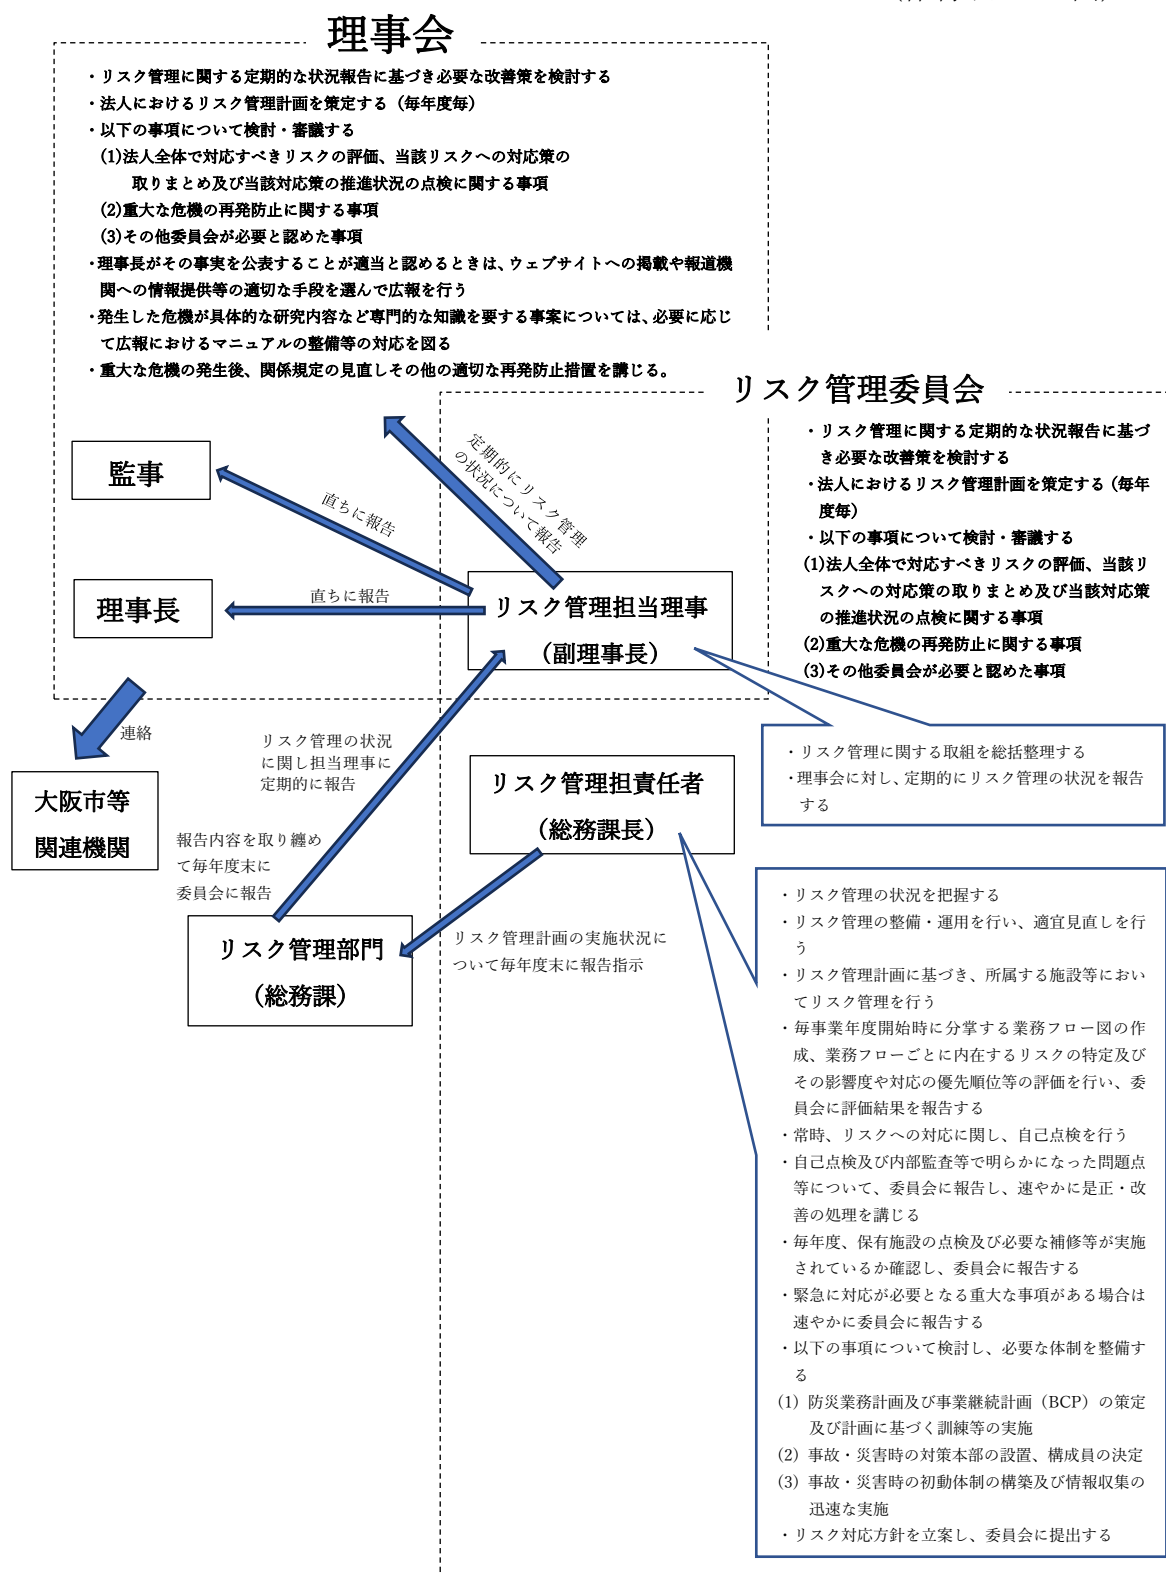 理事会
・リスク管理に関する定期的な状況報告に基づき必要な改善策を検討する
・法人におけるリスク管理計画を策定する（毎年度毎）
・以下の事項について検討・審議する
(1)法人全体で対応すべきリスクの評価、当該リスクへの対応策の
取りまとめ及び当該対応策の推進状況の点検に関する事項
(2)重大な危機の再発防止に関する事項
(3)その他委員会が必要と認めた事項
・理事長がその事実を公表することが適当と認めるときは、ウェブサイトへの掲載や報道機
関への情報提供等の適切な手段を選んで広報を行う
・発生した危機が具体的な研究内容など専門的な知識を要する事案については、必要に応じ
て広報におけるマニュアルの整備等の対応を図る
・重大な危機の発生後、関係規定の見直しその他の適切な再発防止措置を講じる。
リスク管理委員会
・リスク管理に関する定期的な状況報告に基づ
き必要な改善策を検討する
・法人におけるリスク管理計画を策定する（毎年
度毎）
・以下の事項について検討・審議する
(1)法人全体で対応すべきリスクの評価、当該リ
スクへの対応策の取りまとめ及び当該対応策
の推進状況の点検に関する事項
(2)重大な危機の再発防止に関する事項
(3)その他委員会が必要と認めた事項
監事
直ちに報告
定期的にリスク管理
の状況について報告
理事長
直ちに報告
リスク管理担当理事
（副理事長）
連絡
大阪市等
関連機関
リスク管理の状況
に関し担当理事に
定期的に報告
報告内容を取り纏め
て毎年度末に
委員会に報告
リスク管理担責任者
（総務課長）
・リスク管理に関する取組を総括整理する
・理事会に対し、定期的にリスク管理の状況を報告
する
リスク管理部門
（総務課）
リスク管理計画の実施状況に
ついて毎年度末に報告指示
・リスク管理の状況を把握する
・リスク管理の整備・運用を行い、適宜見直しを行
う
・リスク管理計画に基づき、所属する施設等におい
てリスク管理を行う
・毎事業年度開始時に分掌する業務フロー図の作
成、業務フローごとに内在するリスクの特定及び
その影響度や対応の優先順位等の評価を行い、委
員会に評価結果を報告する
・常時、リスクへの対応に関し、自己点検を行う
・自己点検及び内部監査等で明らかになった問題点
等について、委員会に報告し、速やかに是正・改
善の処理を講じる
・毎年度、保有施設の点検及び必要な補修等が実施
されているか確認し、委員会に報告する
・緊急に対応が必要となる重大な事項がある場合は
速やかに委員会に報告する
・以下の事項について検討し、必要な体制を整備す
る
(1) 防災業務計画及び事業継続計画（BCP）の策定
及び計画に基づく訓練等の実施
(2) 事故・災害時の対策本部の設置、構成員の決定
(3) 事故・災害時の初動体制の構築及び情報収集の
迅速な実施
・リスク対応方針を立案し、委員会に提出する